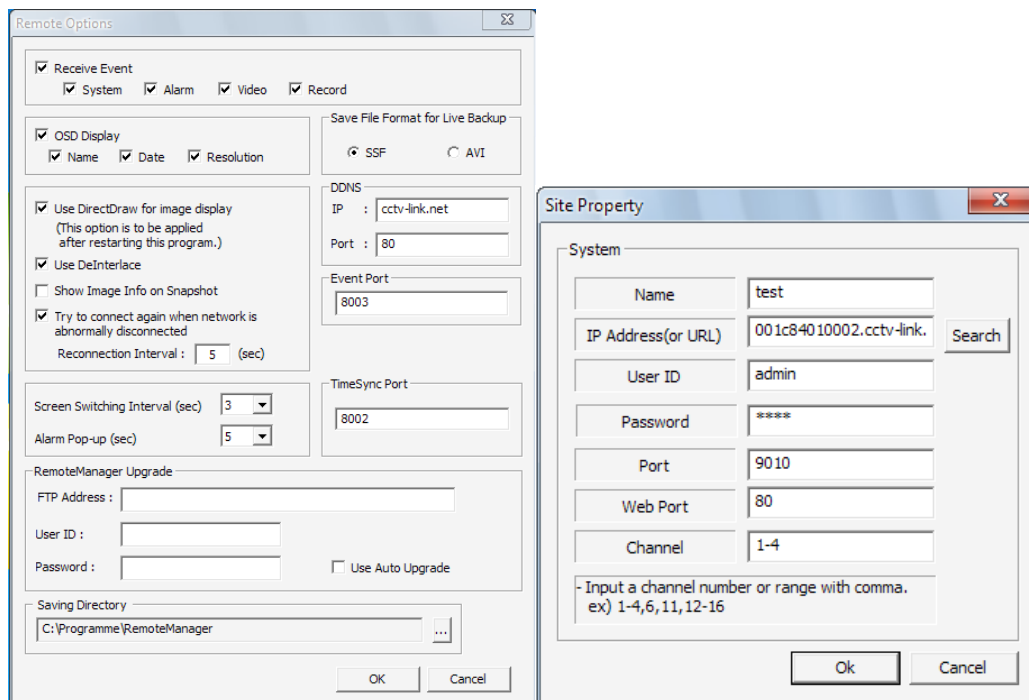 Remote Options
Receive Event
System Alarm Video Record
OSD Display
Name Date Resolution
Save File Format for Live Backup
SSF AVI
Use DirectDraw for image display
(This option is to be applied
after restarting this program.)
Use DeInterlace
Show Image Info on Snapshot
Try to connect again when network is
abnormally disconnected
Reconnection Interval : 5 (sec)
DDNS
IP : cctv-link.net
Port : 80
Event Port
8003
Screen Switching Interval (sec) 3
Alarm Pop-up (sec) 5
TimeSync Port
8002
RemoteManager Upgrade
FTP Address :
User ID :
Password :
Use Auto Upgrade
Saving Directory
C:\Programme\RemoteManager ...
OK Cancel
Site Property
System
Name test
IP Address(or URL) 001c84010002.cctv-link. Search
User ID admin
Password ****
Port 9010
Web Port 80
Channel 1-4
- Input a channel number or range with comma.
ex) 1-4,6,11,12-16
Ok Cancel